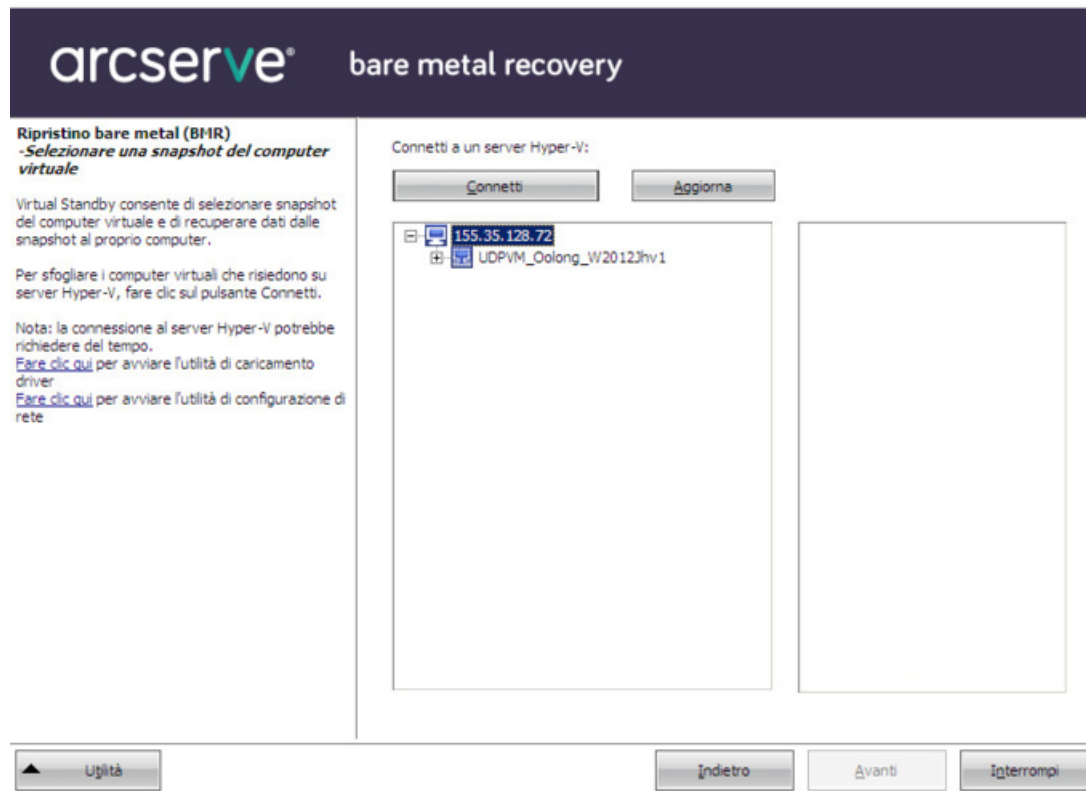 arcserve® bare metal recovery
Ripristino bare metal (BMR)
-Selezionare una snapshot del computer
virtuale
Virtual Standby consente di selezionare snapshot
del computer virtuale e di recuperare dati dalle
snapshot al proprio computer.
Per sfogliare i computer virtuali che risiedono su
server Hyper-V, fare clic sul pulsante Connetti.
Nota: la connessione al server Hyper-V potrebbe
richiedere del tempo.
Fare clic qui per avviare l'utilità di caricamento
driver
Fare clic qui per avviare l'utilità di configurazione di
rete
Connetti a un server Hyper-V:
Connetti
Aggiorna
155.35.128.72
UDPVM_Oolong_W2012Jhv1
Utilità
Indietro
Avanti
Interrompi